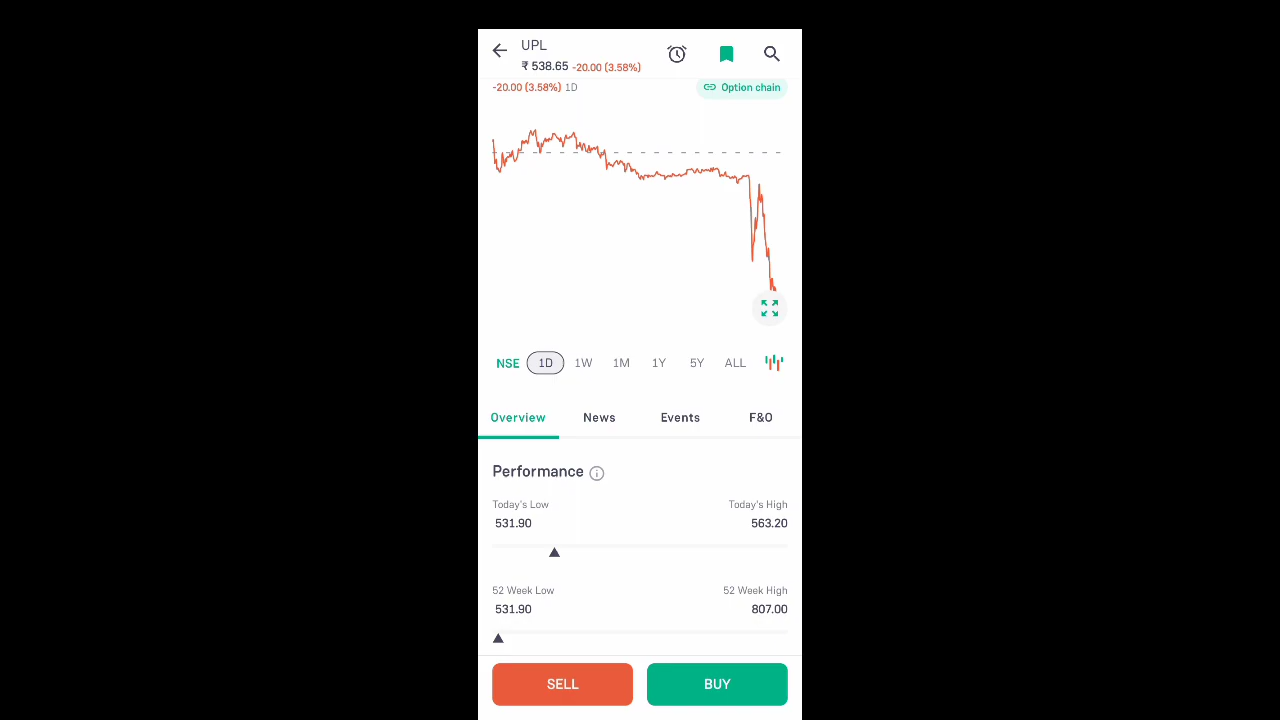 UPL
₹ 538.65 -20.00 (3.58%)
-20.00 (3.58%) 1D
Option chain
NSE 1D 1W 1M 1Y 5Y ALL
Overview News Events F&O
Performance
Today's Low Today's High
531.90 563.20
52 Week Low 52 Week High
531.90 807.00
SELL BUY